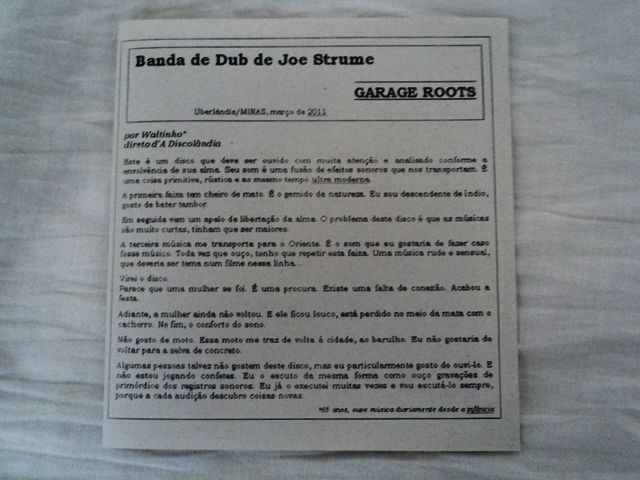 Banda de Dub de Joe Strume
GARAGE ROOTS
Uberlândia/MINAS, março de 2011
por Waltinho*
direto d'A Discolândia
Este é um disco que deve ser ouvido com muita atenção e analisado conforme a
envolvência de sua alma. Seu som é uma fusão de efeitos sonoros que nos transportam. É
uma coisa primitiva, rústica e ao mesmo tempo ultra moderna.
A primeira faixa tem cheiro de mato. É o gemido da natureza. Eu sou descendente de índio,
gosto de bater tambor.
Em seguida vem um apelo de libertação da alma. O problema deste disco é que as músicas
são muito curtas, tinham que ser maiores.
A terceira música me transporta para o Oriente. É o som que eu gostaria de fazer caso
fosse músico. Toda vez que ouço, tenho que repetir esta faixa. Uma música rude e sensual,
que deveria ser tema num filme nessa linha...
Virei o disco.
Parece que uma mulher se foi. É uma procura. Existe uma falta de conexão. Acabou a
festa.
Adiante, a mulher ainda não voltou. E ele ficou louco, está perdido no meio da mata com o
cachorro. No fim, o conforto do sono.
Não gosto de moto. Essa moto me traz de volta à cidade, ao barulho. Eu não gostaria de
voltar para a selva de concreto.
Algumas pessoas talvez não gostem deste disco, mas eu particularmente gosto de ouví-lo. E
não estou jogando confetes. Eu o escuto da mesma forma como ouço gravações de
primórdios dos registros sonoros. Eu já o executei muitas vezes e vou escutá-lo sempre,
porque a cada audição descubro coisas novas.
*65 anos, ouve música diariamente desde a infância